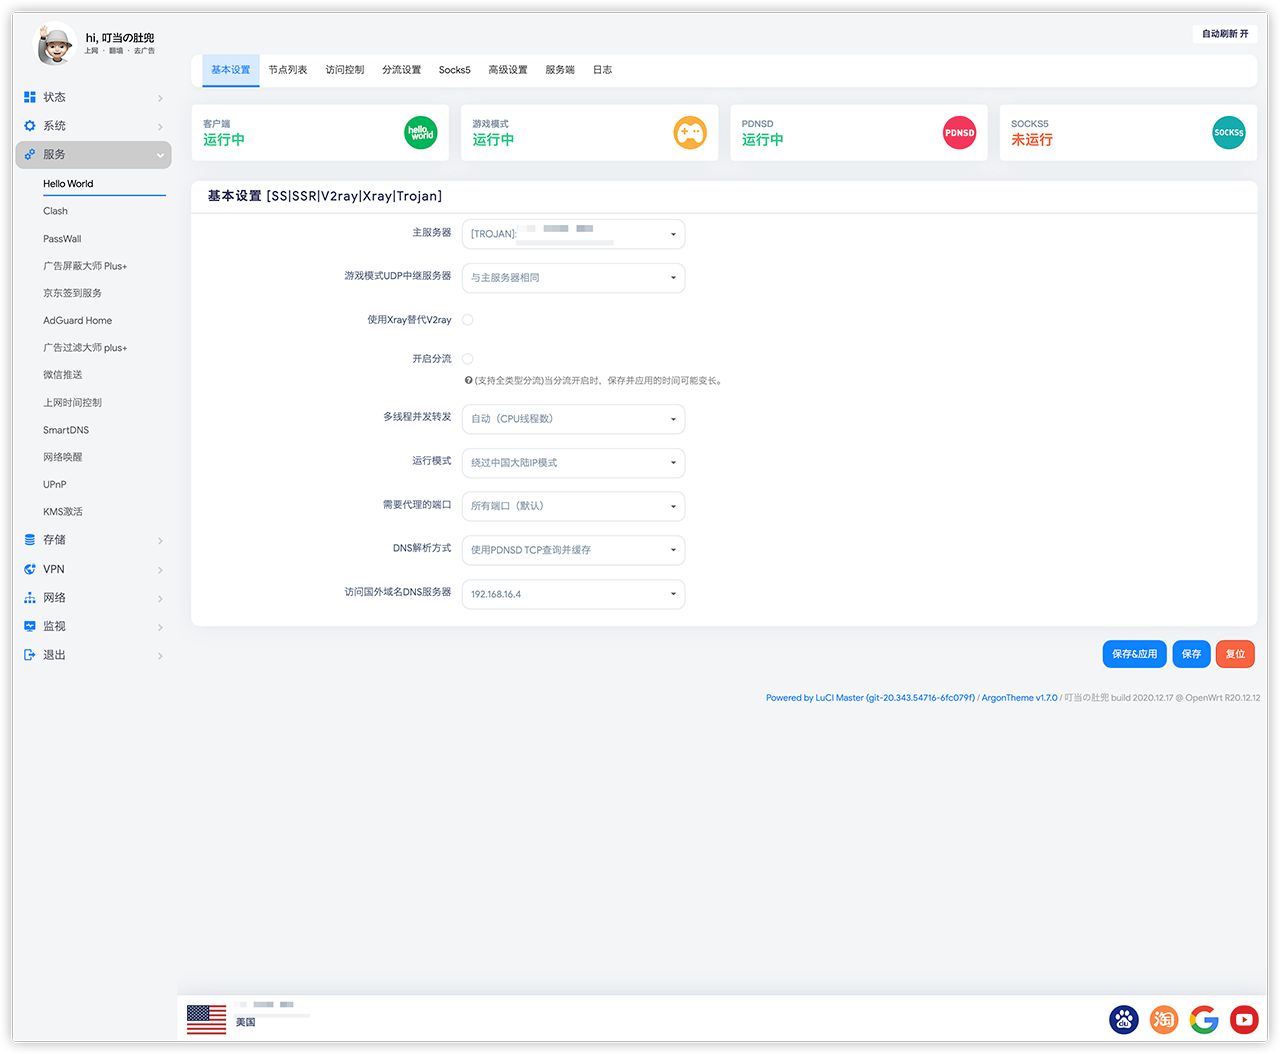 hi, 叮当の肚兜
上网 · 翻墙 · 去广告
自动刷新 开
状态
系统
服务
Hello World
Clash
PassWall
广告屏蔽大师 Plus+
京东签到服务
AdGuard Home
广告过滤大师 plus+
微信推送
上网时间控制
SmartDNS
网络唤醒
UPnP
KMS激活
存储
VPN
网络
监视
退出
基本设置 节点列表 访问控制 分流设置 Socks5 高级设置 服务端 日志
客户端
运行中
hello world
游戏模式
运行中
PDNSD
运行中
PDNSD
SOCKS5
未运行
SOCKS5
基本设置 [SS|SSR|V2ray|Xray|Trojan]
主服务器 [TROJAN]:
游戏模式UDP中继服务器 与主服务器相同
使用Xray替代V2ray
开启分流
(支持全类型分流)当分流开启时，保存并应用的时间可能变长。
多线程并发转发 自动（CPU线程数）
运行模式 绕过中国大陆IP模式
需要代理的端口 所有端口（默认）
DNS解析方式 使用PDNSD TCP查询并缓存
访问国外域名DNS服务器 192.168.16.4
保存&应用 保存 复位
Powered by LuCI Master (git-20.343.54716-6fc079f) / ArgonTheme v1.7.0 / 叮当の肚兜 build 2020.12.17 @ OpenWrt R20.12.12
美国
du
淘